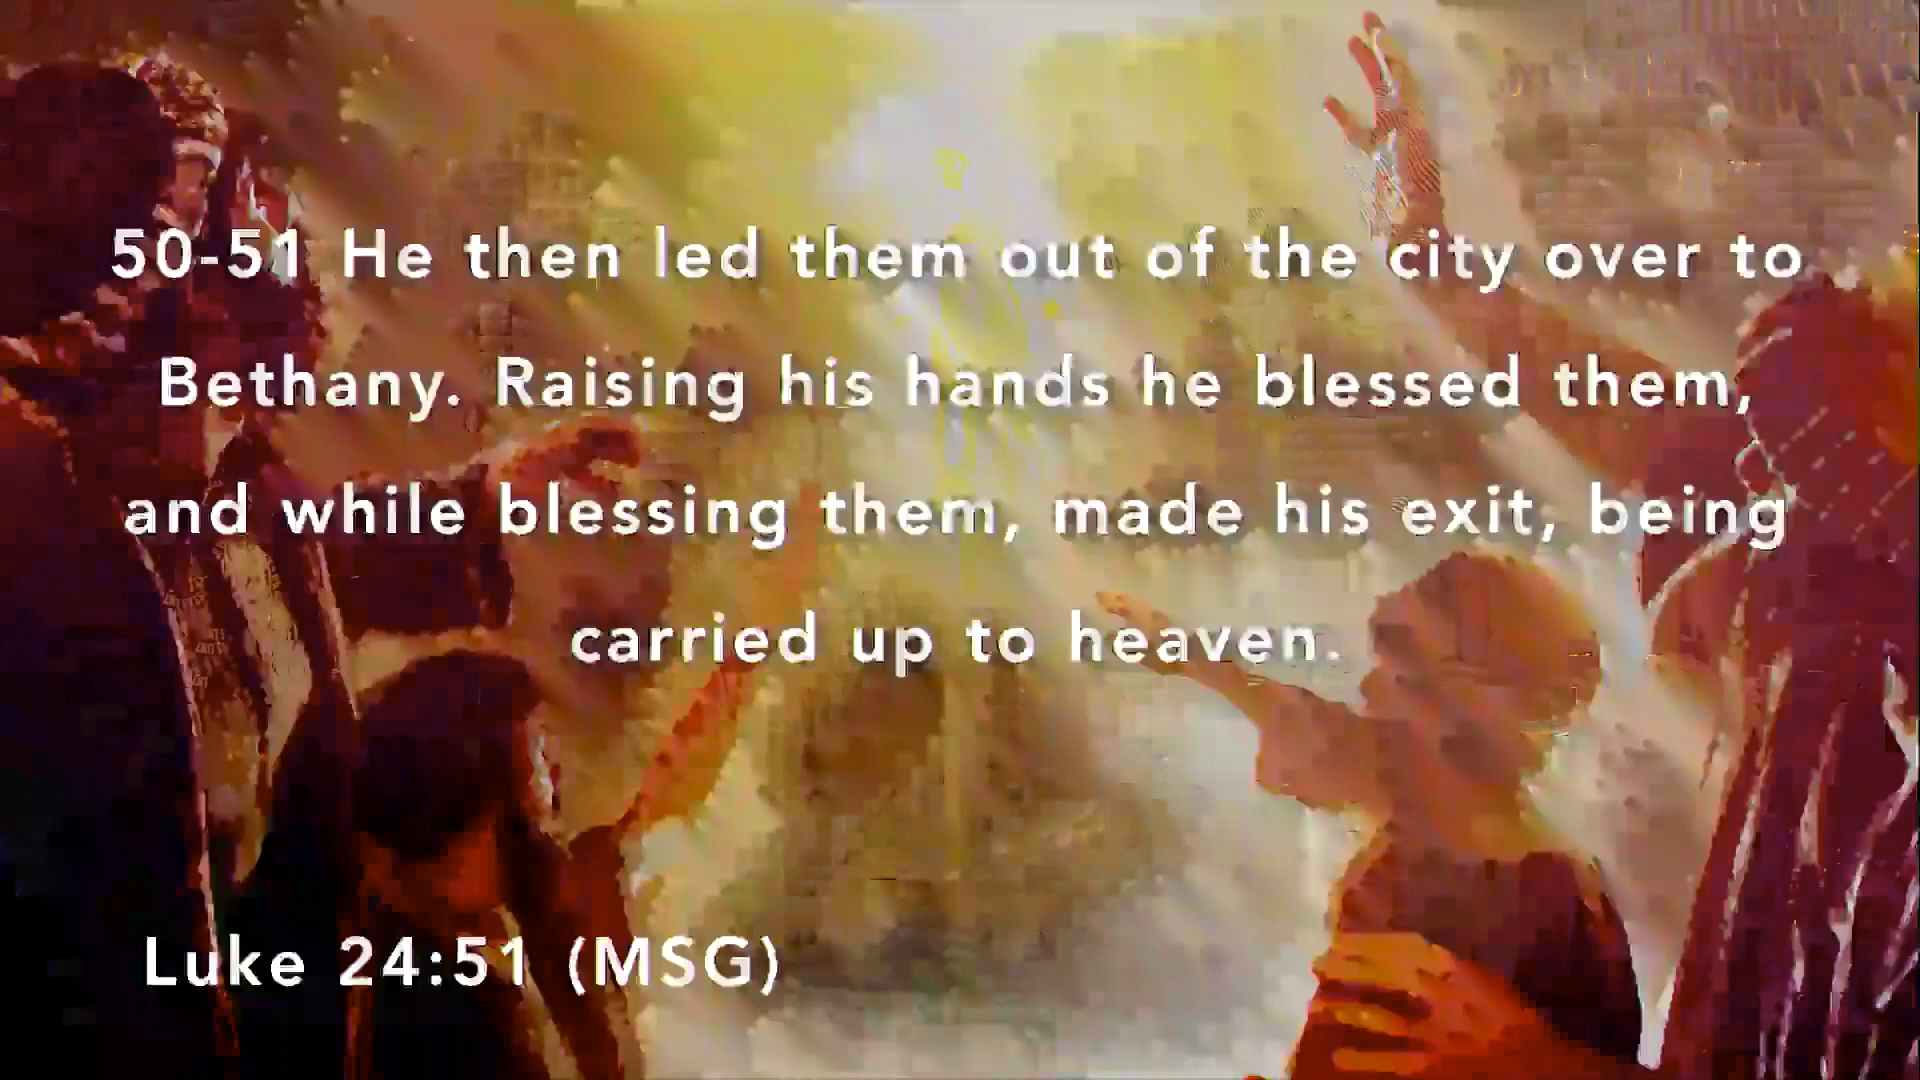 50-51 He then led them out of the city over to
Bethany. Raising his hands he blessed them,
and while blessing them, made his exit, being
carried up to heaven.
Luke 24:51 (MSG)